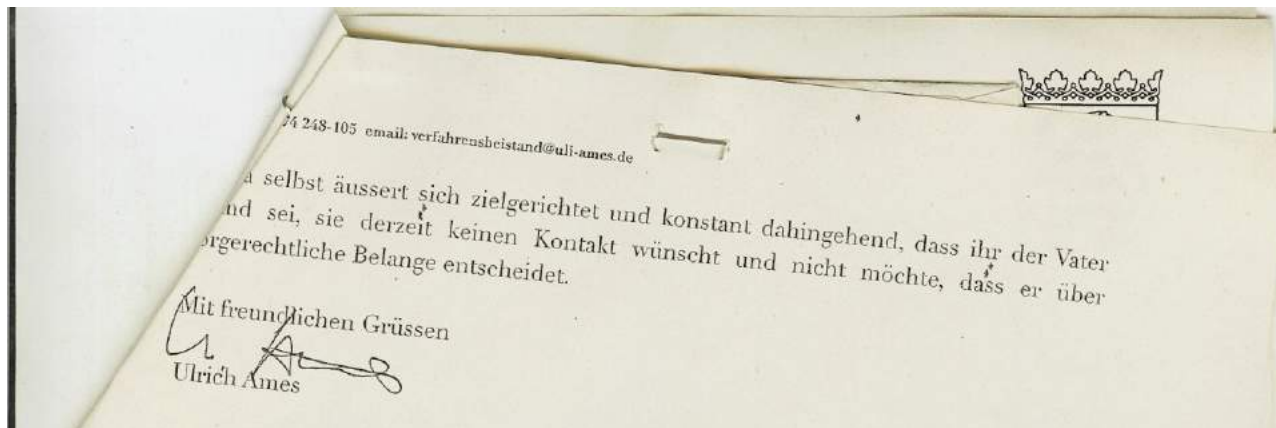 74 248-105 email: verfahrensbeistand@uli-ames.de
selbst äussert sich zielgerichtet und konstant dahingehend, dass ihr der Vater
sei, sie derzeit keinen Kontakt wünscht und nicht möchte, dass er über
orgerechtliche Belange entscheidet.
Mit freundlichen Grüssen
Ulrich Ames